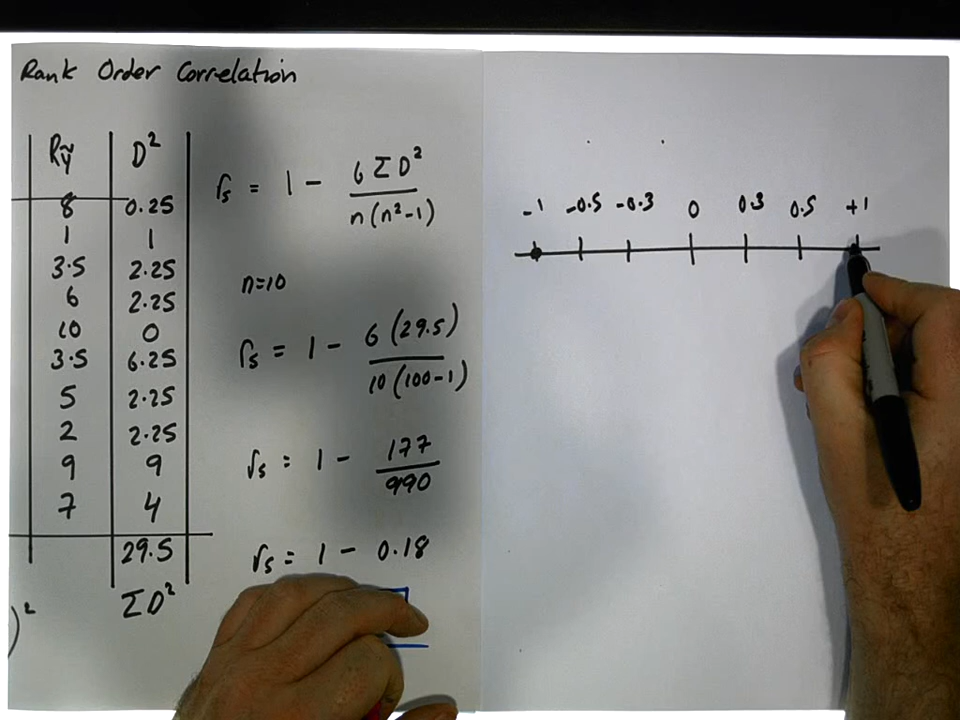 Rank Order Correlation
Rỹ D²
8 0.25
1 1
3.5 2.25
6 2.25
10 0
3.5 6.25
5 2.25
2 2.25
9 9
7 4
29.5
ΣD²
)²
rs = 1 - 6ΣD² / n(n²-1)
n=10
rs = 1 - 6(29.5) / 10(100-1)
rs = 1 - 177 / 990
rs = 1 - 0.18
-1 -0.5 -0.3 0 0.3 0.5 +1